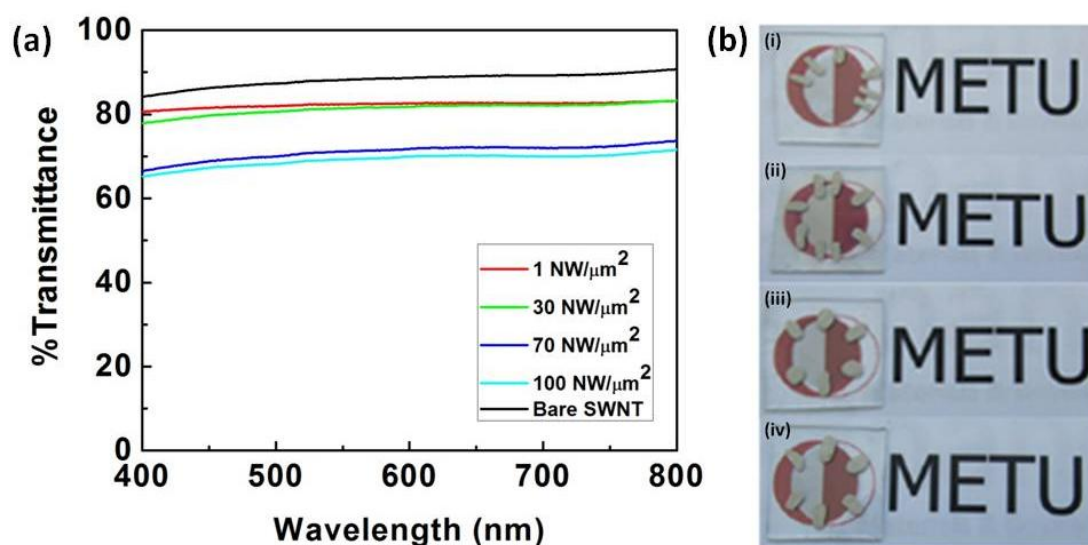 (a)
100
80
60
40
20
0
%Transmittance
400 500 600 700 800
Wavelength (nm)
1 NW/μm²
30 NW/μm²
70 NW/μm²
100 NW/μm²
Bare SWNT
(b)
(i)
METU
(ii)
METU
(iii)
METU
(iv)
METU